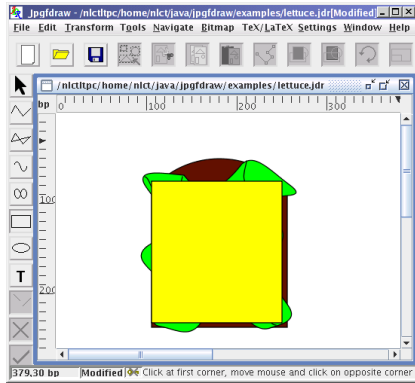 Jpgfdraw - /nlctltpc/home/nlct/java/jpgfdraw/examples/lettuce.jdr[Modified]
File Edit Transform Tools Navigate Bitmap TeX/LaTeX Settings Window Help
/nlctltpc/home/nlct/java/jpgfdraw/examples/lettuce.jdr
bp 0 100 200 300
100
200
T
379.30 bp Modified Click at first corner, move mouse and click on opposite corner